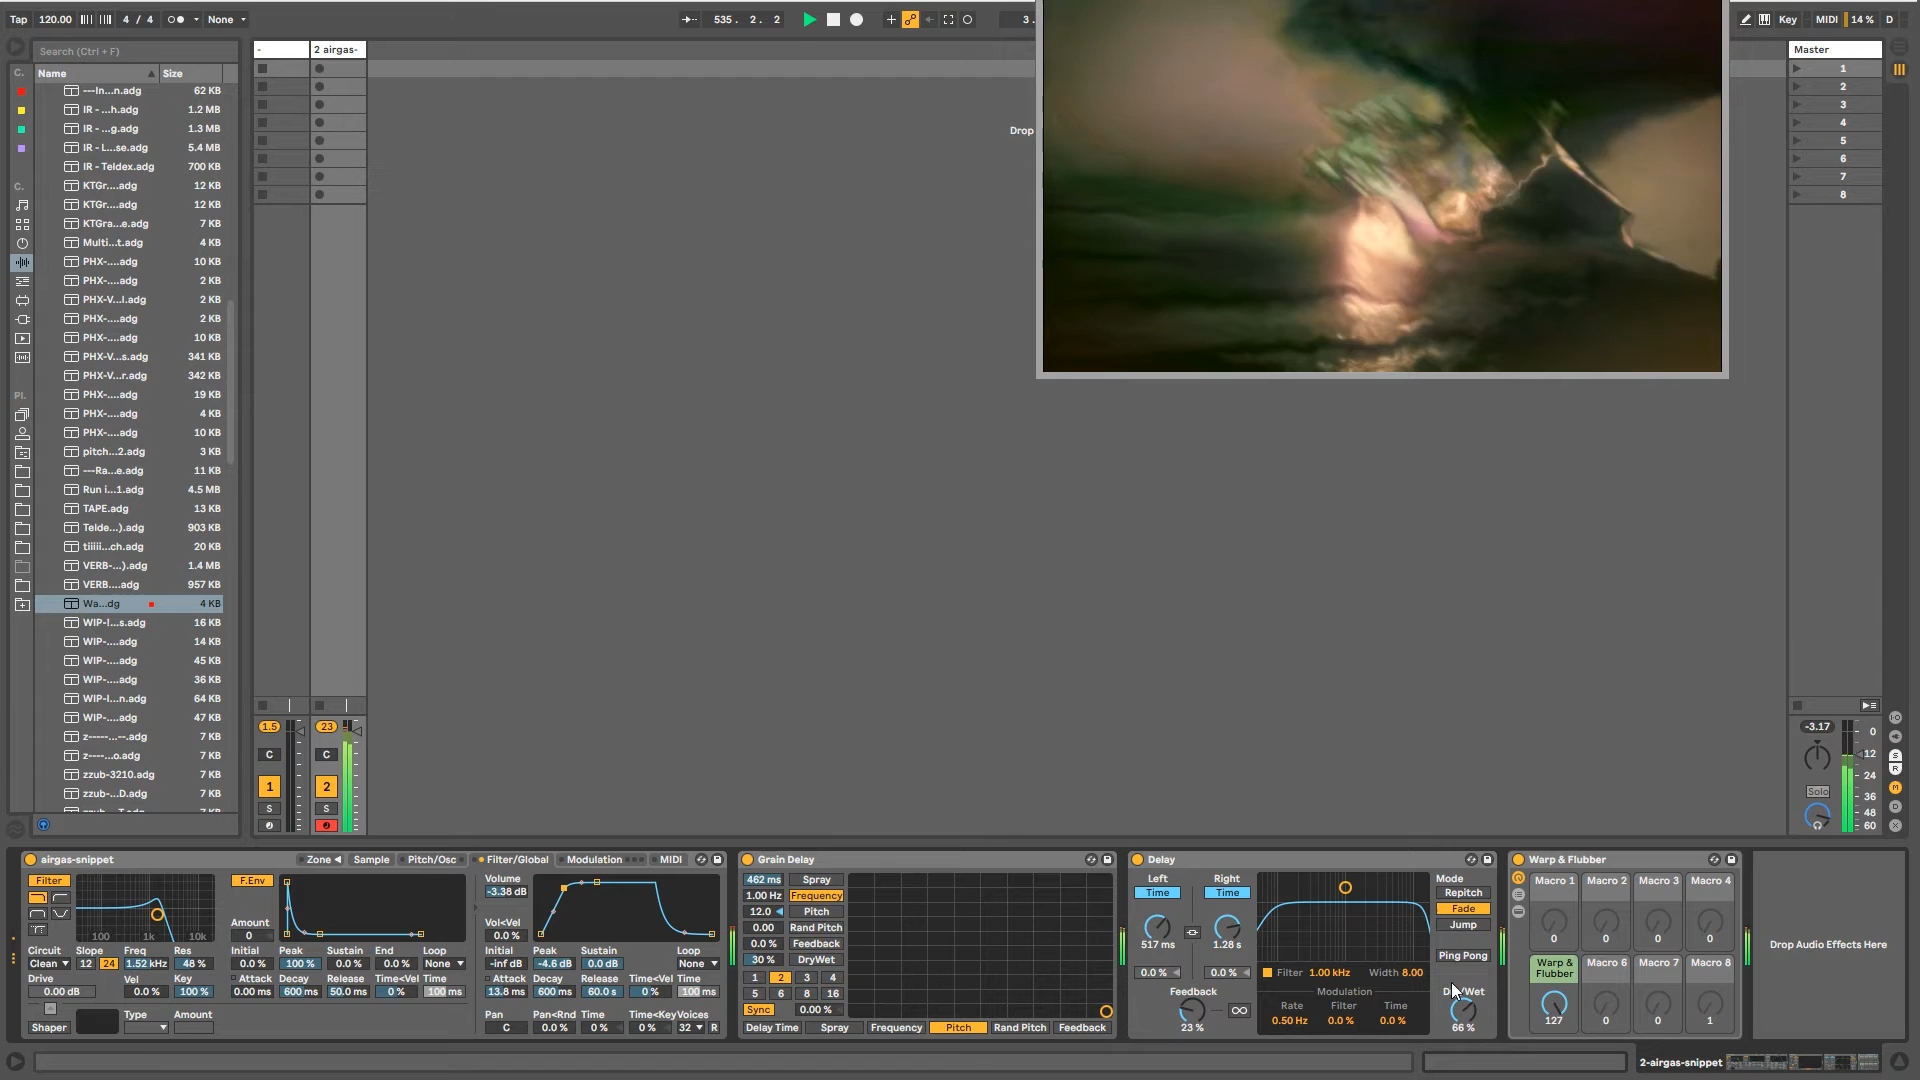 Tap 120.00 4 / 4 None 535 . 2 . 2 3 . Key MIDI 14 % D
Search (Ctrl + F)
Name Size
---In...n.adg 62 KB
IR - ...h.adg 1.2 MB
IR - ...g.adg 1.3 MB
IR - L...se.adg 5.4 MB
IR - Teldex.adg 700 KB
KTGr....adg 12 KB
KTGr....adg 12 KB
KTGra...e.adg 7 KB
Multi...t.adg 4 KB
PHX-....adg 10 KB
PHX-....adg 2 KB
PHX-V...l.adg 2 KB
PHX-....adg 2 KB
PHX-....adg 10 KB
PHX-V...s.adg 341 KB
PHX-V...r.adg 342 KB
PHX-....adg 19 KB
PHX-....adg 4 KB
PHX-....adg 10 KB
pitch...2.adg 3 KB
---Ra...e.adg 11 KB
Run i...1.adg 4.5 MB
TAPE.adg 13 KB
Telde...).adg 903 KB
tiiiii...ch.adg 20 KB
VERB-...).adg 1.4 MB
VERB....adg 957 KB
Wa...dg 4 KB
WIP-I...s.adg 16 KB
WIP-....adg 14 KB
WIP-....adg 45 KB
WIP-....adg 36 KB
WIP-I...n.adg 64 KB
WIP-....adg 47 KB
z-----...--.adg 7 KB
z----...o.adg 7 KB
zzub-3210.adg 7 KB
zzub-...D.adg 7 KB
C.
C.
Pl.
- 2 airgas-
Drop
Master
1
2
3
4
5
6
7
8
1.5 23
C C
1 2
S S
-3.17
0
12
24
36
48
60
Solo
S
R
M
D
X
airgas-snippet Zone Sample Pitch/Osc Filter/Global Modulation MIDI
Filter
100 1k 10k
Circuit Slope Freq Res
Clean 12 24 1.52 kHz 48 %
Drive Vel Key
0.00 dB 0.0 % 100 %
Shaper Type Amount
F.Env
Amount
0
Initial Peak Sustain End Loop
0.0 % 100 % 0.0 % 0.0 % None
Attack Decay Release Time<Vel Time
0.00 ms 600 ms 50.0 ms 0 % 100 ms
Volume
-3.38 dB
Vol<Vel
0.0 %
Initial Peak Sustain Loop
-inf dB -4.6 dB 0.0 dB None
Attack Decay Release Time<Vel Time
13.8 ms 600 ms 60.0 s 0 % 100 ms
Pan Pan<Rnd Time Time<Key Voices
C 0.0 % 0 % 0 % 32 R
Grain Delay
462 ms Spray
1.00 Hz Frequency
12.0 Pitch
0.00 Rand Pitch
0.0 % Feedback
30 % DryWet
1 2 3 4
5 6 8 16
Sync 0.00 %
Delay Time Spray Frequency Pitch Rand Pitch Feedback
Delay
Left Right
Time Time
517 ms 1.28 s
0.0 % 0.0 %
Feedback
23 %
Filter 1.00 kHz Width 8.00
Modulation
Rate Filter Time
0.50 Hz 0.0 % 0.0 %
Mode
Repitch
Fade
Jump
Ping Pong
66 %
Warp & Flubber
Macro 1 Macro 2 Macro 3 Macro 4
0 0 0 0
Warp & Flubber Macro 6 Macro 7 Macro 8
127 0 0 1
Drop Audio Effects Here
2-airgas-snippet